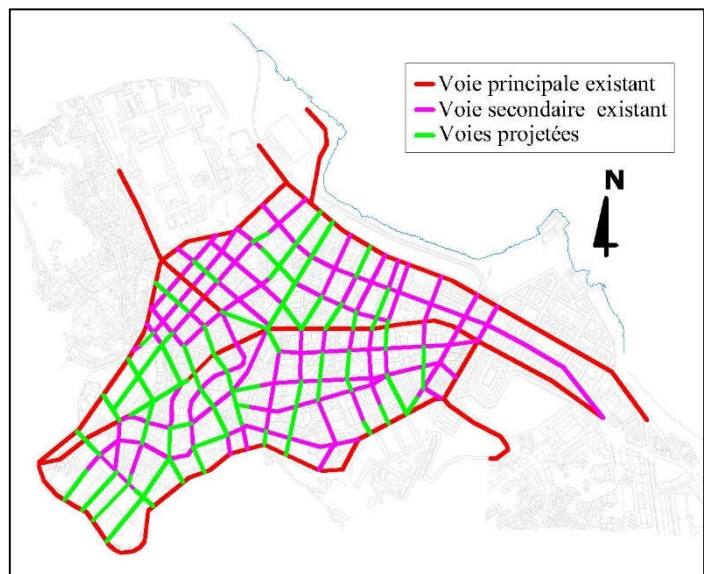 Voie principale existant
Voie secondaire existant
Voies projetées
N